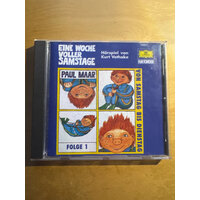 EINE WOCHE
VOLLER
SAMSTAGE
Hörspiel von
Kurt Vethake
PAUL MAAR
FOLGE 1
VON SAMSTAG BIS DIENSTAG